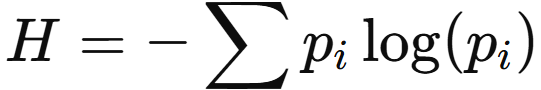 H = − ∑ pᵢ log(pᵢ)